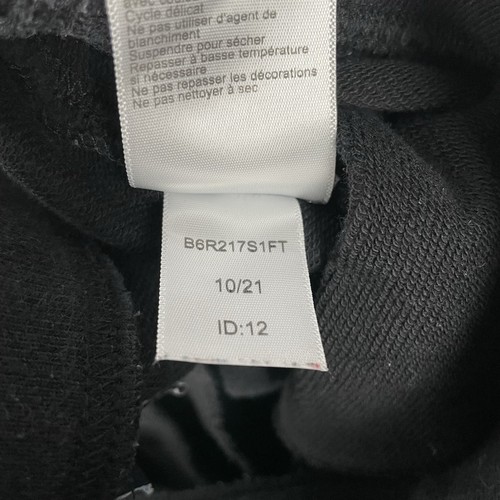 Cycle délicat
Ne pas utiliser d'agent de
blanchiment
Suspendre pour sécher
Repasser à basse température
si nécessaire
Ne pas repasser les décorations
Ne pas nettoyer à sec
B6R217S1FT
10/21
ID:12